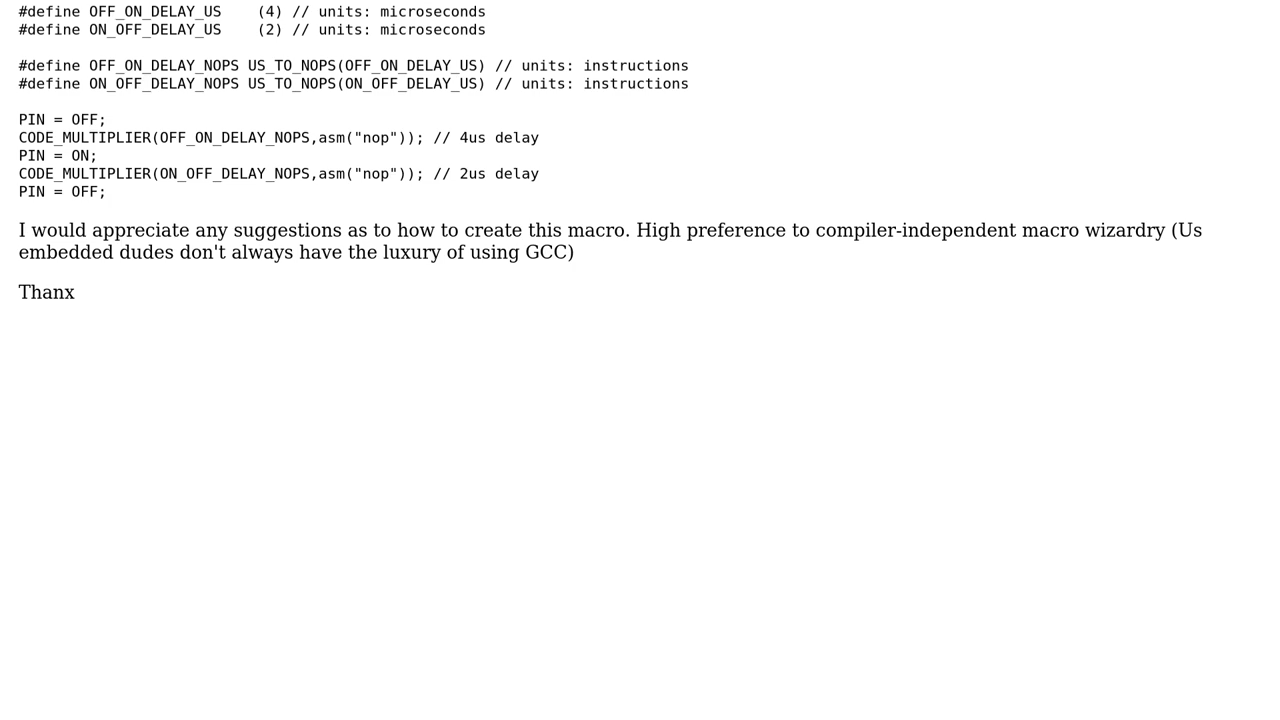 #define OFF_ON_DELAY_US    (4) // units: microseconds
#define ON_OFF_DELAY_US    (2) // units: microseconds
#define OFF_ON_DELAY_NOPS US_TO_NOPS(OFF_ON_DELAY_US) // units: instructions
#define ON_OFF_DELAY_NOPS US_TO_NOPS(ON_OFF_DELAY_US) // units: instructions
PIN = OFF;
CODE_MULTIPLIER(OFF_ON_DELAY_NOPS,asm("nop")); // 4us delay
PIN = ON;
CODE_MULTIPLIER(ON_OFF_DELAY_NOPS,asm("nop")); // 2us delay
PIN = OFF;
I would appreciate any suggestions as to how to create this macro. High preference to compiler-independent macro wizardry (Us
embedded dudes don't always have the luxury of using GCC)
Thanx